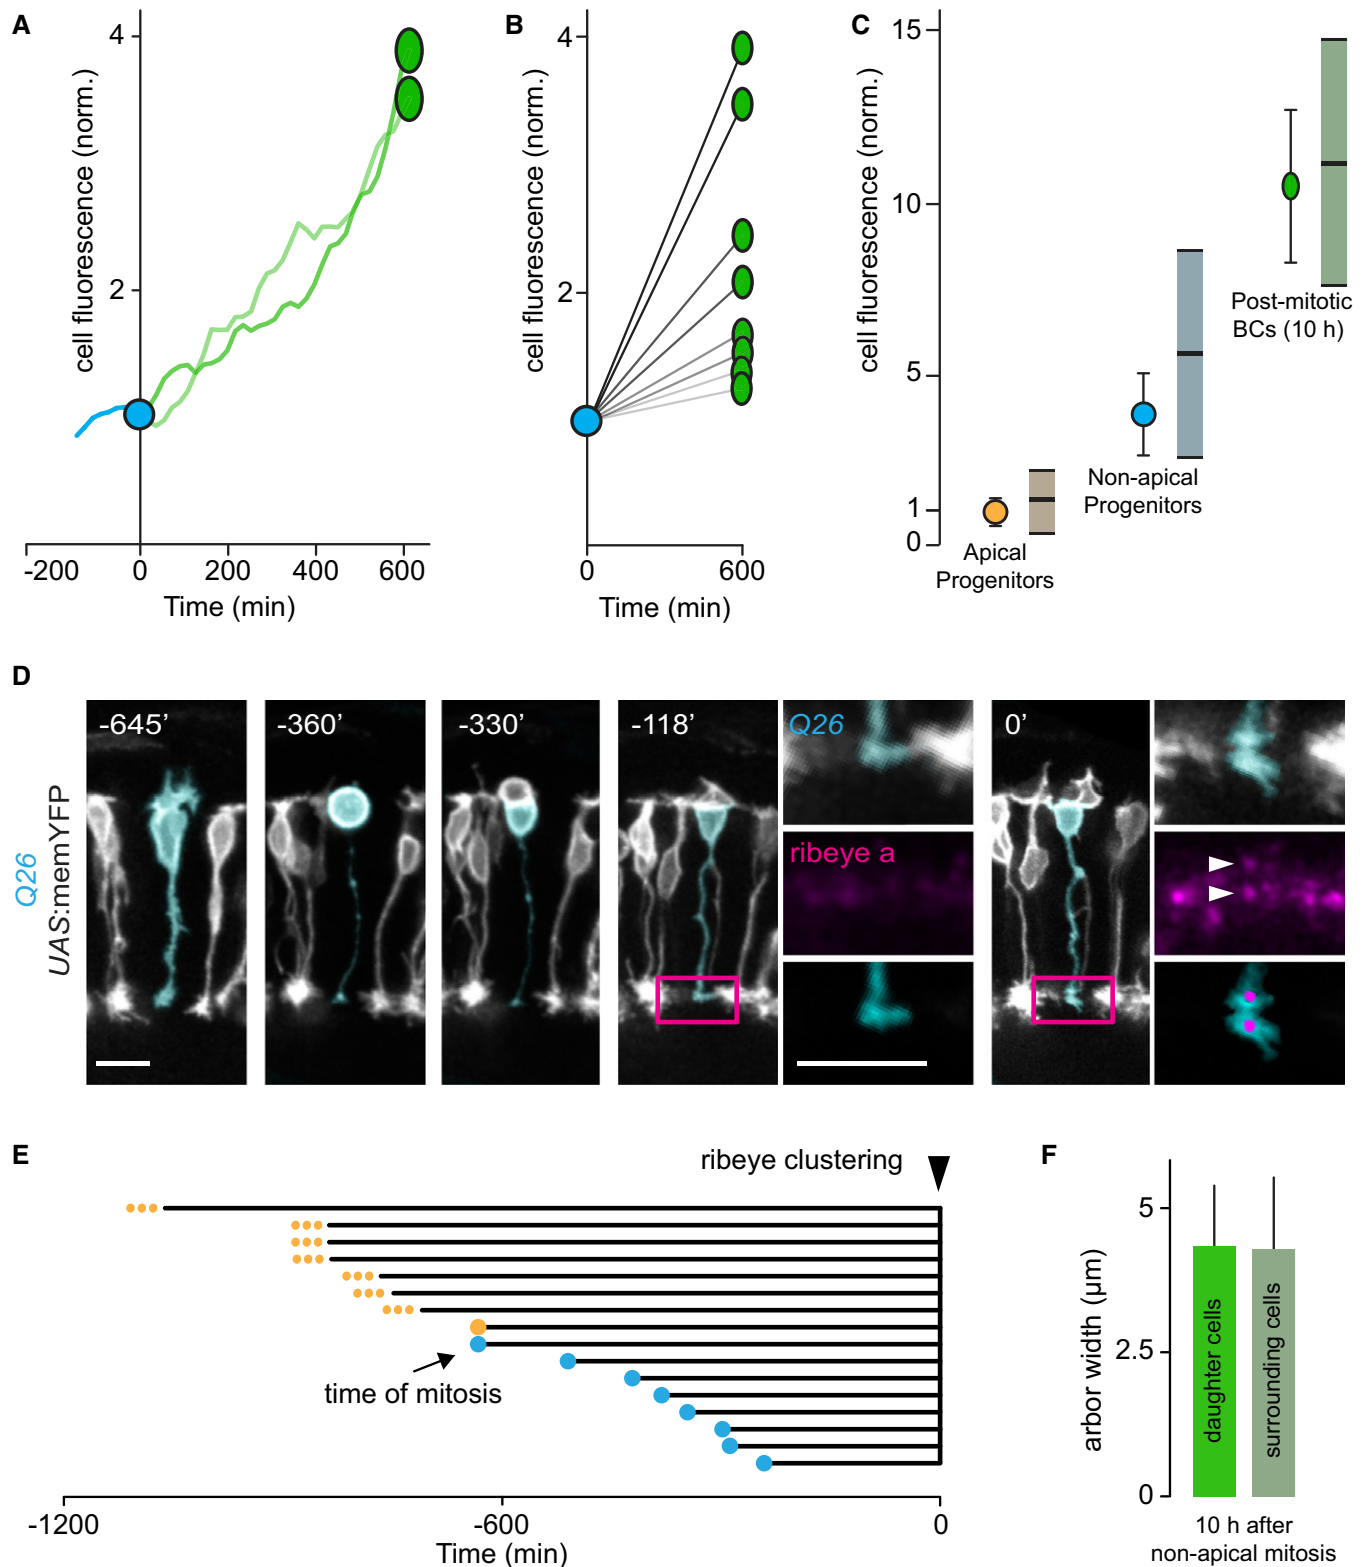 A
cell fluorescence (norm.)
4
2
-200
0
200
400
600
Time (min)
B
cell fluorescence (norm.)
4
2
0
600
Time (min)
C
cell fluorescence (norm.)
15
10
5
1
0
Apical
Progenitors
Non-apical
Progenitors
Post-mitotic
BCs (10 h)
D
Q26
UAS:memYFP
-645’
-360’
-330’
-118’
Q26
ribeye a
0’
E
ribeye clustering
time of mitosis
-1200
-600
0
Time (min)
F
arbor width (µm)
5
2.5
0
daughter cells
surrounding cells
10 h after
non-apical mitosis